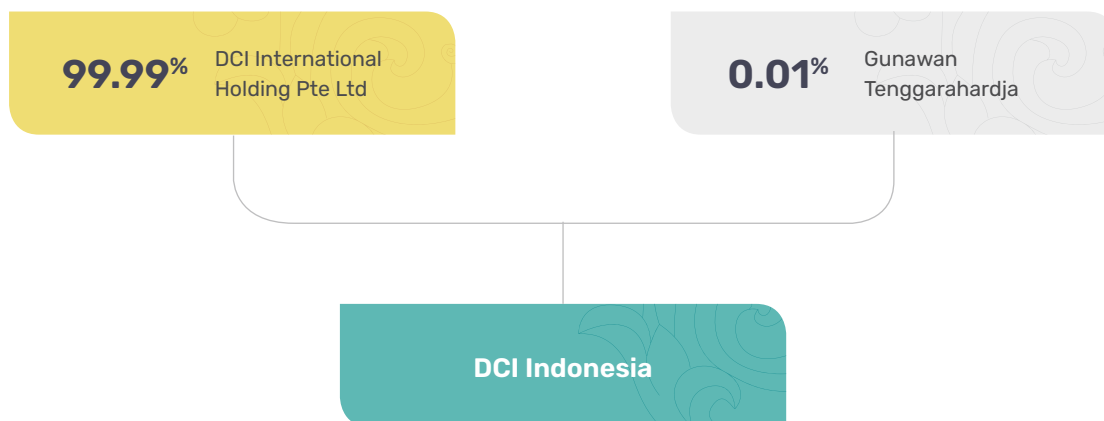 99.99%
DCI International
Holding Pte Ltd
0.01%
Gunawan
Tenggarahardja
DCI Indonesia